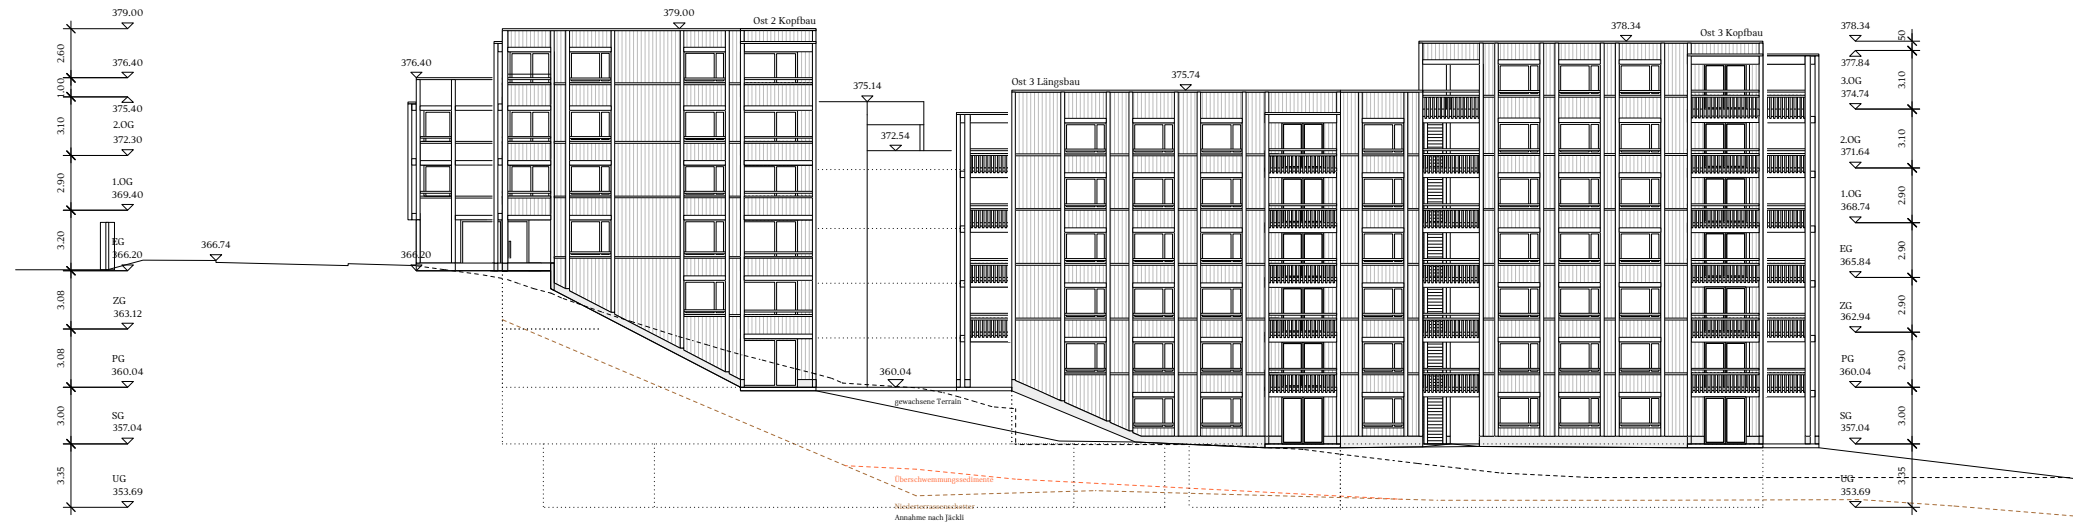 379.00
2.60
376.40
1.10
375.40
3.10
2.OG
372.30
2.90
1.OG
369.40
3.20
EG
366.20
3.08
ZG
363.12
3.08
PG
360.04
3.00
SG
357.04
3.35
UG
353.69
366.74
376.40
366.20
379.00
Ost 2 Kopfbau
375.14
372.54
360.04
gewachsene Terrain
Überschwemmungssedimente
Niederterrassenschotter
Annahme nach Jäckli
Ost 3 Längsbau
375.74
378.34
Ost 3 Kopfbau
378.34
50
377.84
3.OG
3.10
374.74
3.10
2.OG
371.64
2.90
1.OG
368.74
2.90
EG
365.84
2.90
ZG
362.94
2.90
PG
360.04
3.00
SG
357.04
3.35
UG
353.69